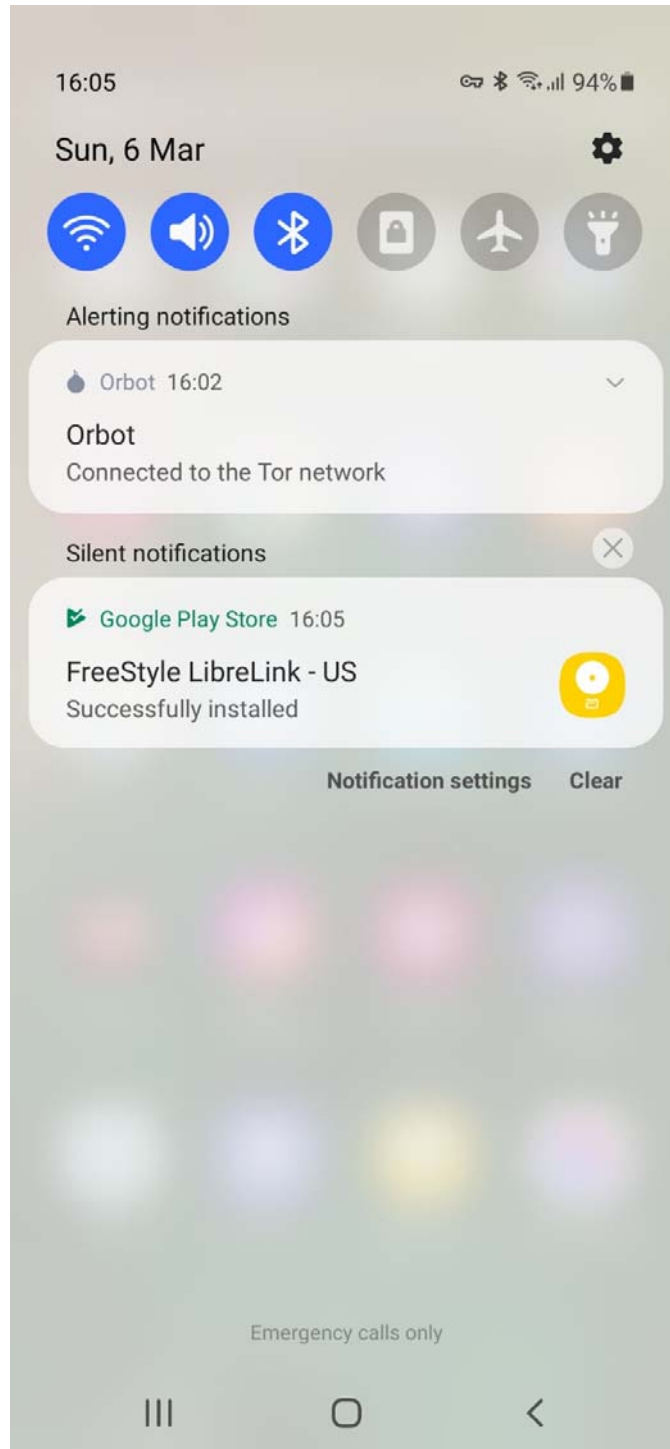 16:05 94%
Sun, 6 Mar
Alerting notifications
Orbot 16:02
Orbot
Connected to the Tor network
Silent notifications
Google Play Store 16:05
FreeStyle LibreLink - US
Successfully installed
Notification settings Clear
Emergency calls only